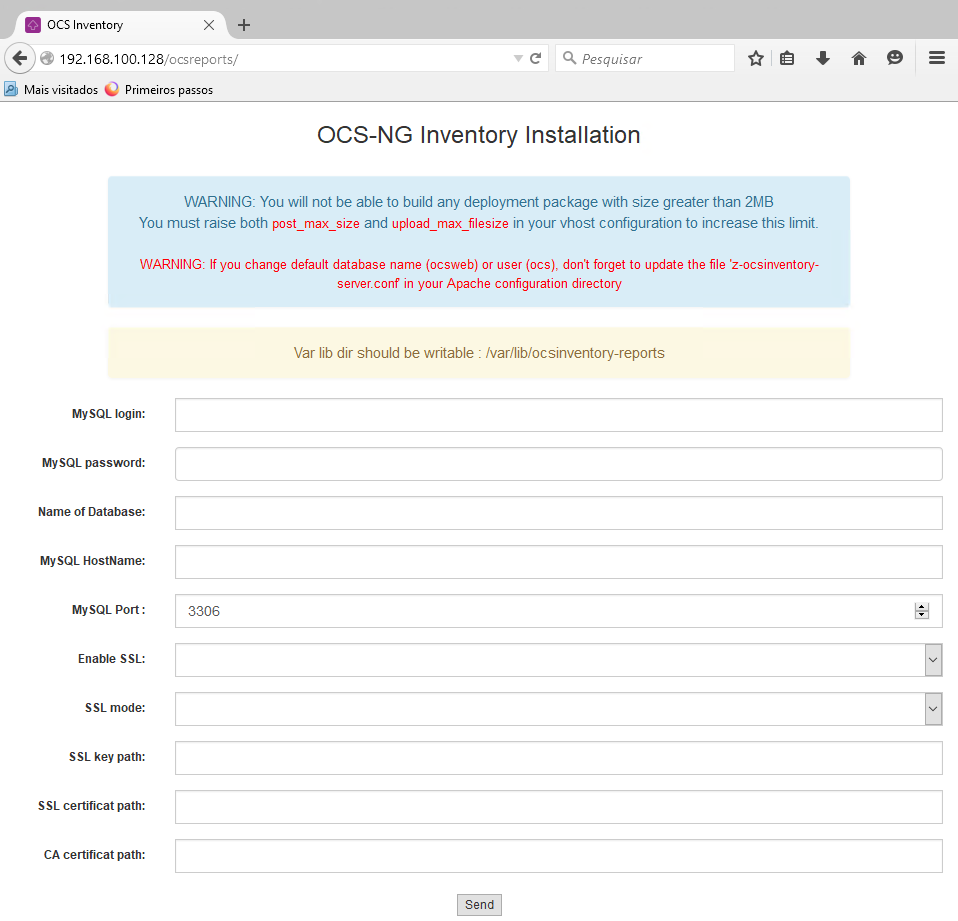 OCS Inventory
192.168.100.128/ocsreports/
Pesquisar
Mais visitados Primeiros passos
OCS-NG Inventory Installation
WARNING: You will not be able to build any deployment package with size greater than 2MB
You must raise both post_max_size and upload_max_filesize in your vhost configuration to increase this limit.
WARNING: If you change default database name (ocsweb) or user (ocs), don't forget to update the file 'z-ocsinventory-
server.conf' in your Apache configuration directory
Var lib dir should be writable : /var/lib/ocsinventory-reports
MySQL login:
MySQL password:
Name of Database:
MySQL HostName:
MySQL Port : 3306
Enable SSL:
SSL mode:
SSL key path:
SSL certificat path:
CA certificat path:
Send